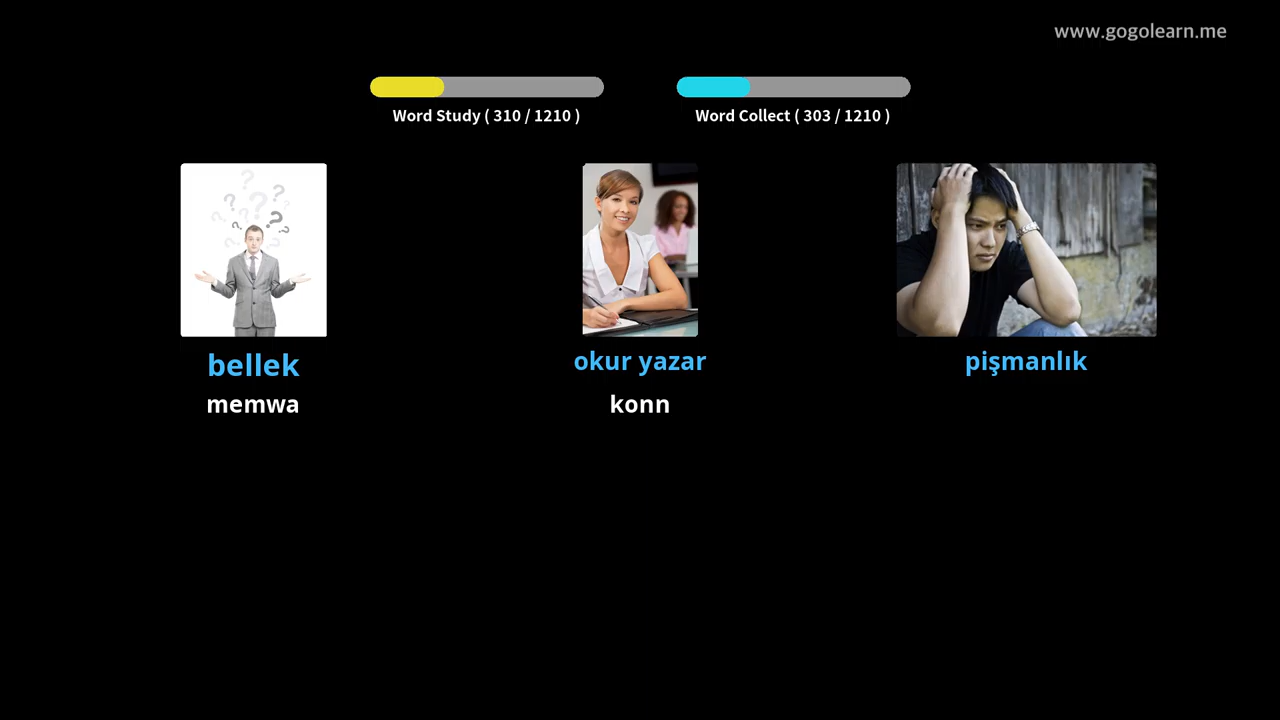 www.gogolearn.me
Word Study ( 310 / 1210 )
Word Collect ( 303 / 1210 )
bellek
memwa
okur yazar
konn
pişmanlık